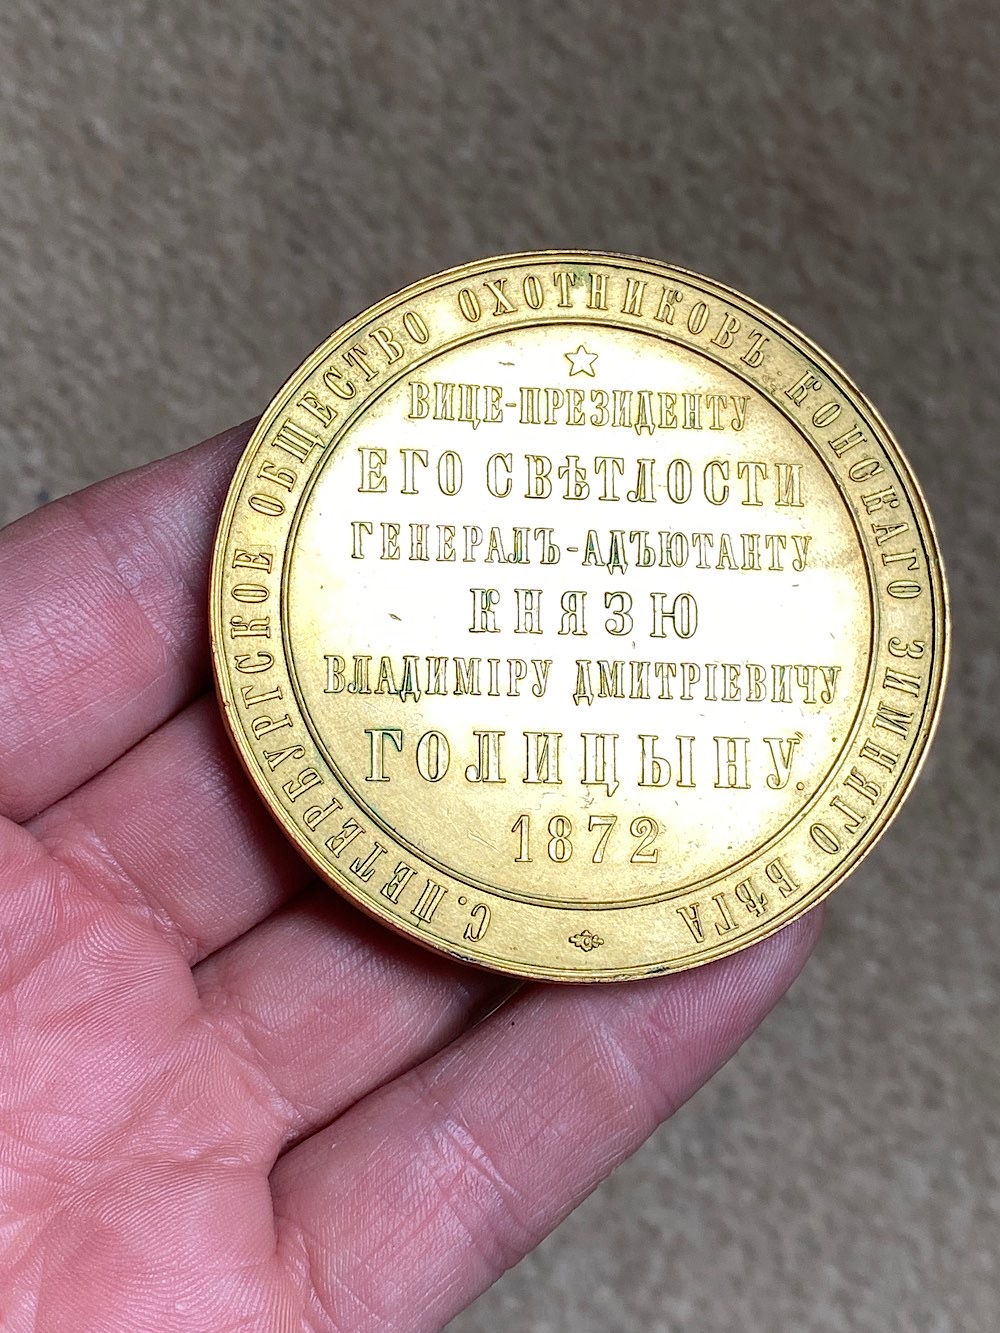 С. ПЕТЕРБУРГСКОЕ ОБЩЕСТВО ОХОТНИКОВЪ КОНСКАГО ЗИМНЯГО БѢГА
ВИЦЕ-ПРЕЗИДЕНТУ
ЕГО СВѢТЛОСТИ
ГЕНЕРАЛЪ-АДЪЮТАНТУ
КНЯЗЮ
ВЛАДИМІРУ ДМИТРІЕВИЧУ
ГОЛИЦЫНУ.
1872